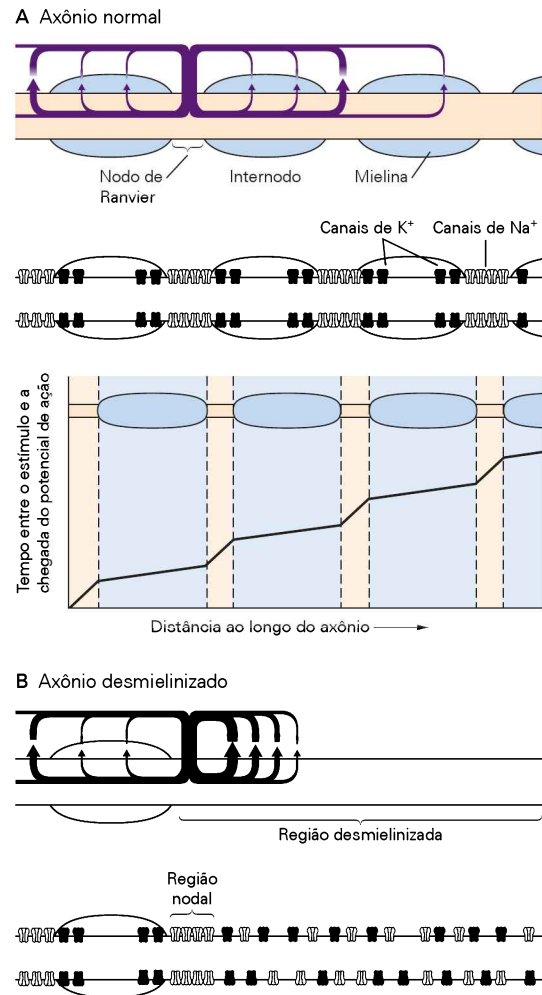 A Axônio normal
Nodo de
Ranvier
Internodo
Mielina
Canais de K+
Canais de Na+
Tempo entre o estímulo e a
chegada do potencial de ação
Distância ao longo do axônio
B Axônio desmielinizado
Região desmielinizada
Região
nodal